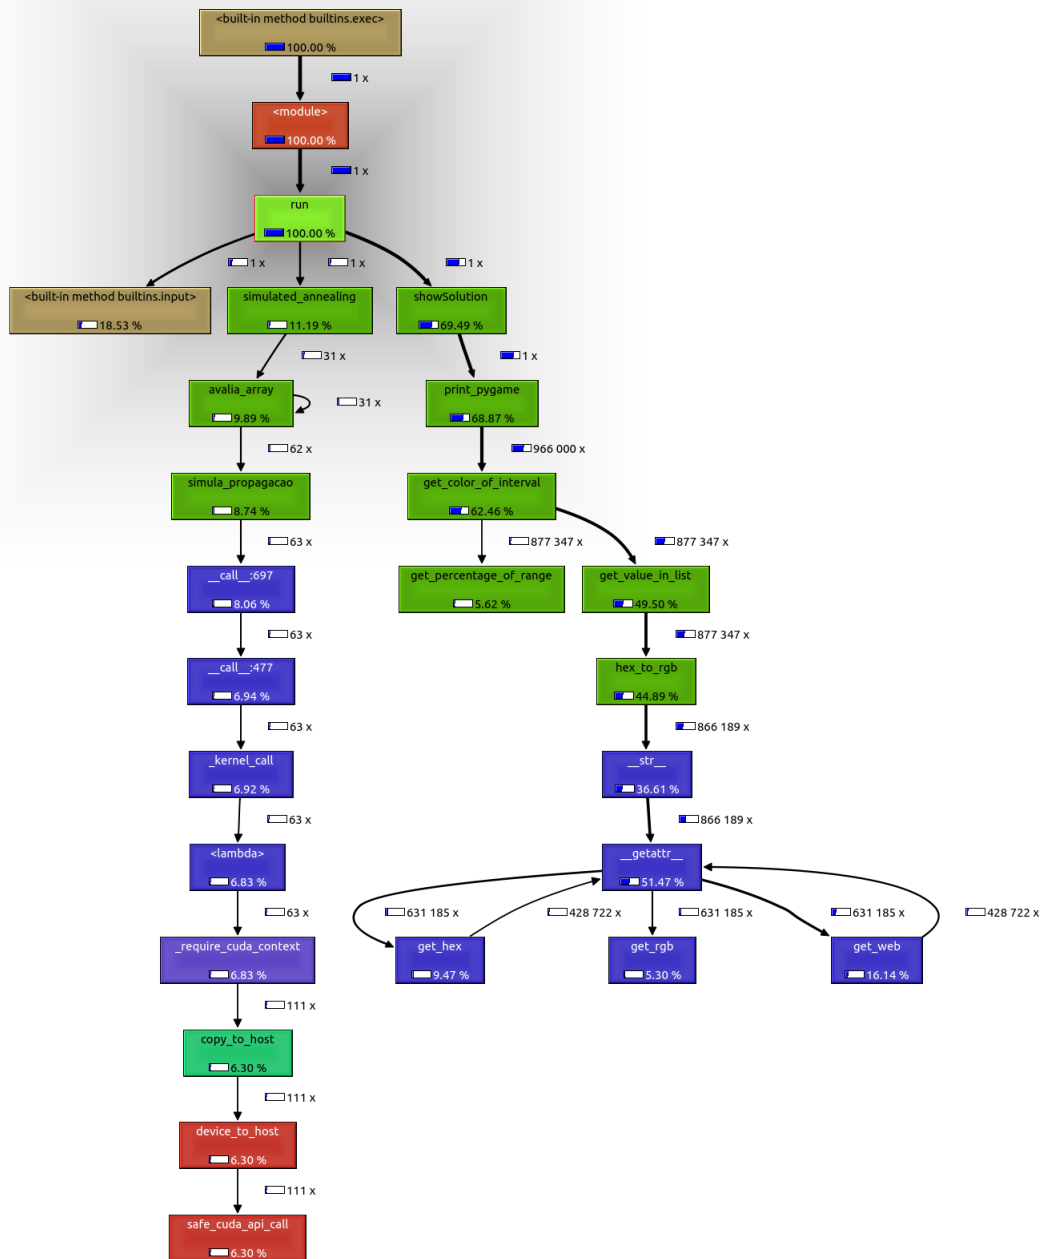 <built-in method builtins.exec>
100.00 %
1 x
<module>
100.00 %
1 x
run
100.00 %
1 x
1 x
1 x
<built-in method builtins.input>
18.53 %
simulated_annealing
11.19 %
showSolution
69.49 %
31 x
1 x
avalia_array
9.89 %
31 x
print_pygame
68.87 %
62 x
966 000 x
simula_propagacao
8.74 %
get_color_of_interval
62.46 %
63 x
877 347 x
877 347 x
__call__:697
8.06 %
get_percentage_of_range
5.62 %
get_value_in_list
49.50 %
63 x
877 347 x
__call__:477
6.94 %
hex_to_rgb
44.89 %
63 x
866 189 x
_kernel_call
6.92 %
__str__
36.61 %
63 x
866 189 x
<lambda>
6.83 %
__getattr__
51.47 %
63 x
631 185 x
428 722 x
631 185 x
631 185 x
428 722 x
_require_cuda_context
6.83 %
get_hex
9.47 %
get_rgb
5.30 %
get_web
16.14 %
111 x
copy_to_host
6.30 %
111 x
device_to_host
6.30 %
111 x
safe_cuda_api_call
6.30 %